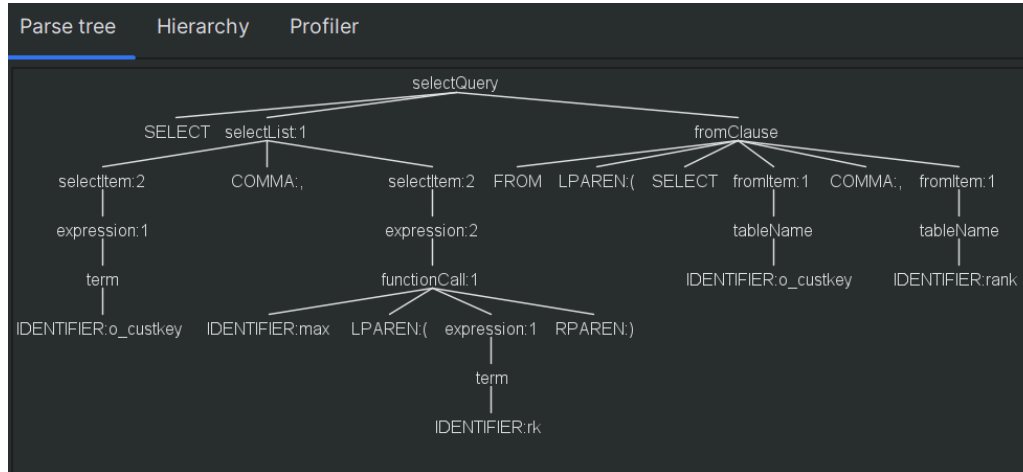 Parse tree Hierarchy Profiler
selectQuery
SELECT selectList:1 fromClause
selectItem:2 COMMA:, selectItem:2 FROM LPAREN:( SELECT fromItem:1 COMMA:, fromItem:1
expression:1 expression:2 tableName tableName
term functionCall:1 IDENTIFIER:o_custkey IDENTIFIER:rank
IDENTIFIER:o_custkey IDENTIFIER:max LPAREN:( expression:1 RPAREN:)
term
IDENTIFIER:rk